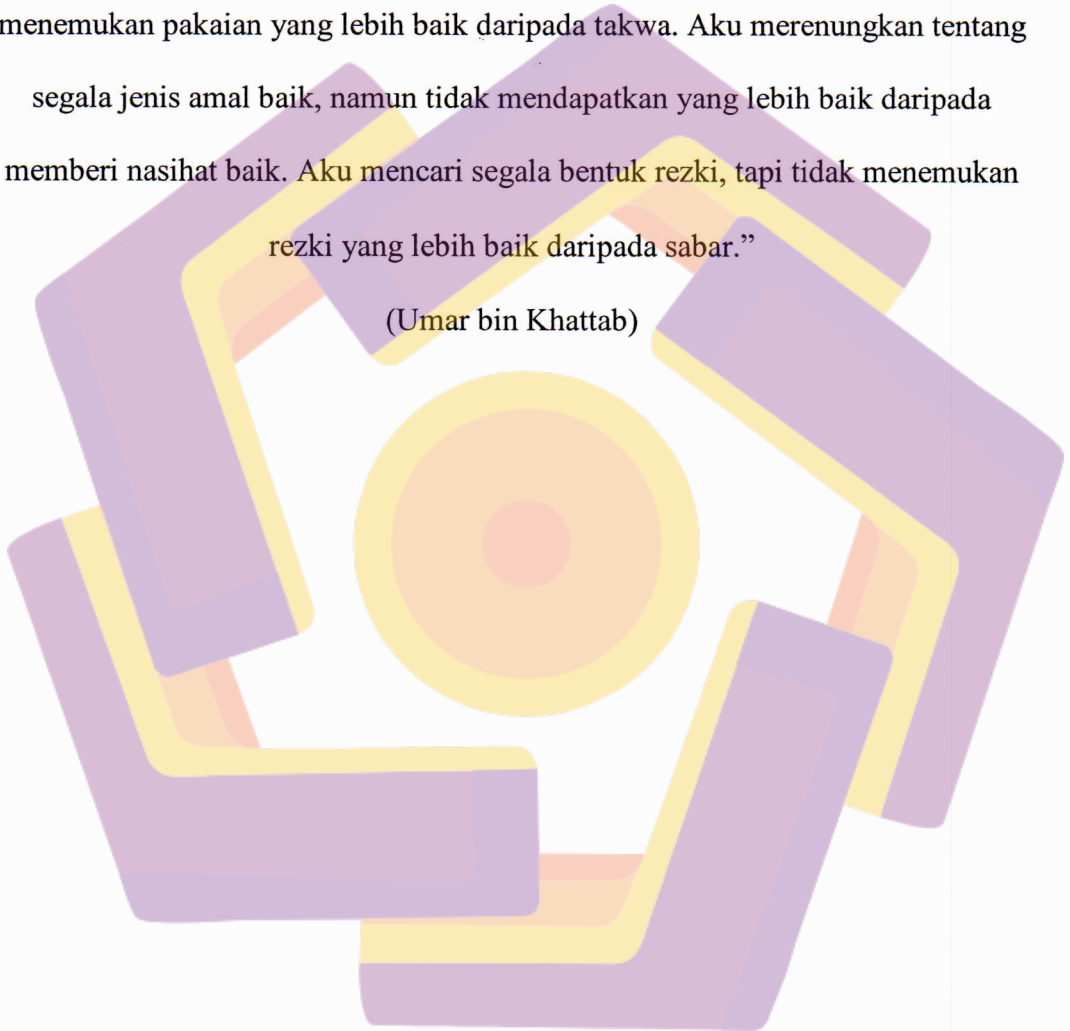 menemukan pakaian yang lebih baik daripada takwa. Aku merenungkan tentang
segala jenis amal baik, namun tidak mendapatkan yang lebih baik daripada
memberi nasihat baik. Aku mencari segala bentuk rezki, tapi tidak menemukan
rezki yang lebih baik daripada sabar.”
(Umar bin Khattab)